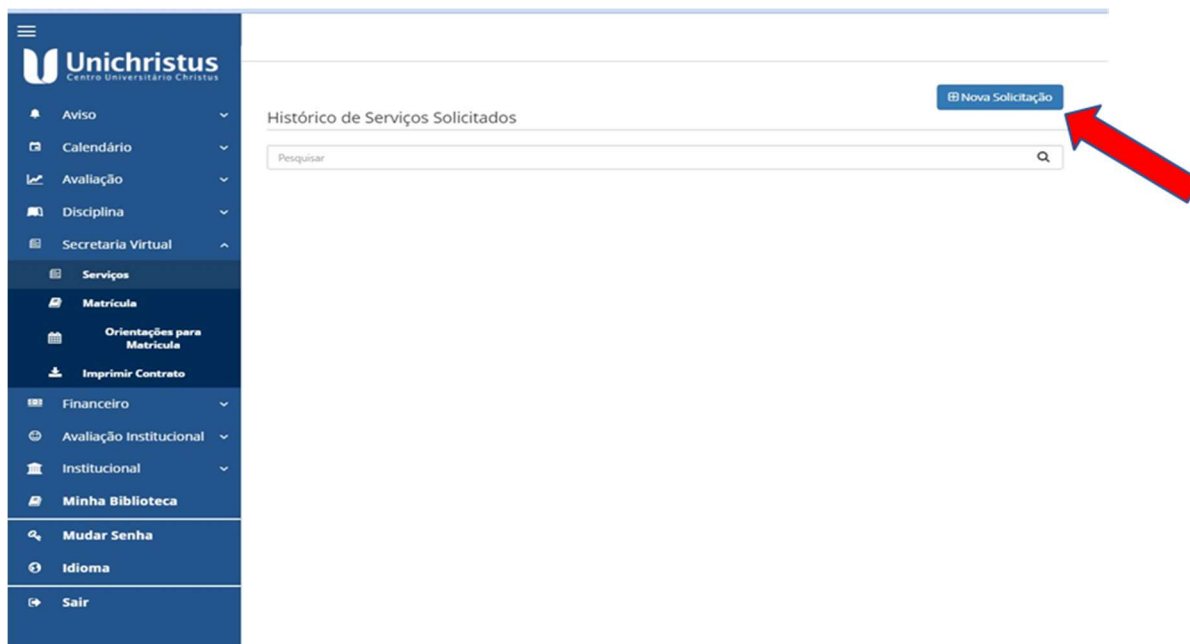 Unichristus
Centro Universitário Christus
Aviso
Calendário
Avaliação
Disciplina
Secretaria Virtual
Serviços
Matrícula
Orientações para
Matrícula
Imprimir Contrato
Financeiro
Avaliação Institucional
Institucional
Minha Biblioteca
Mudar Senha
Idioma
Sair
Nova Solicitação
Histórico de Serviços Solicitados
Pesquisar